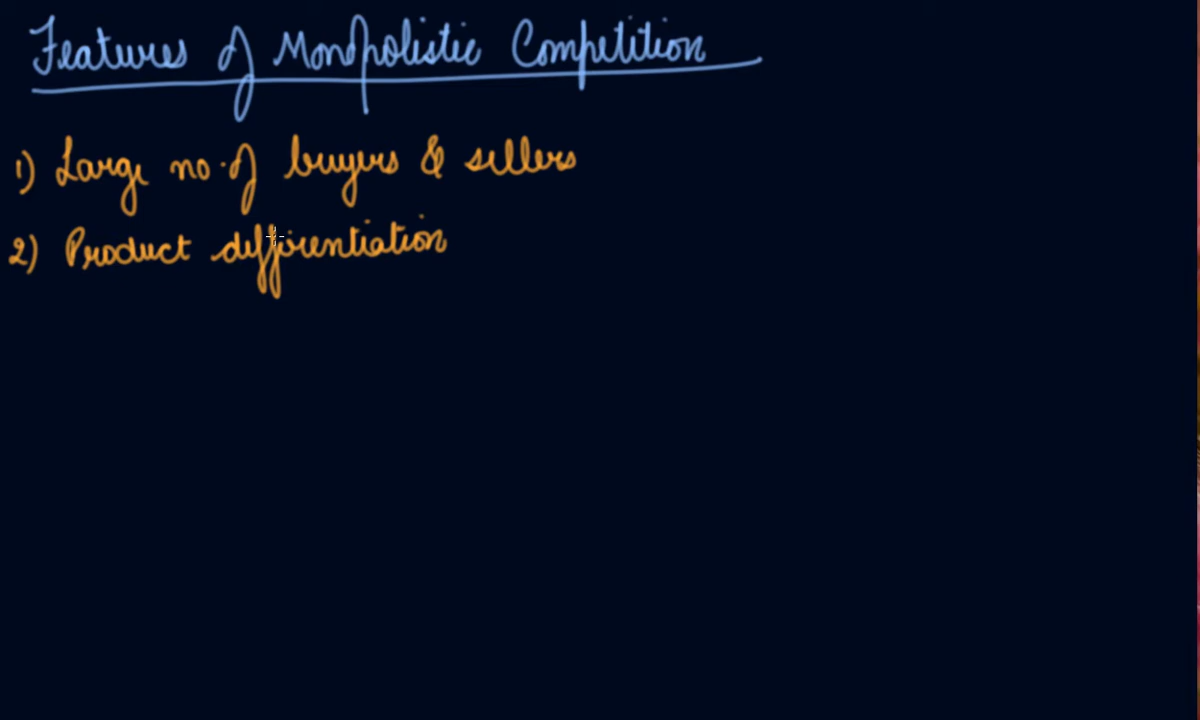 Features of Monopolistic Competition
1) Large no. of buyers & sellers
2) Product differentiation